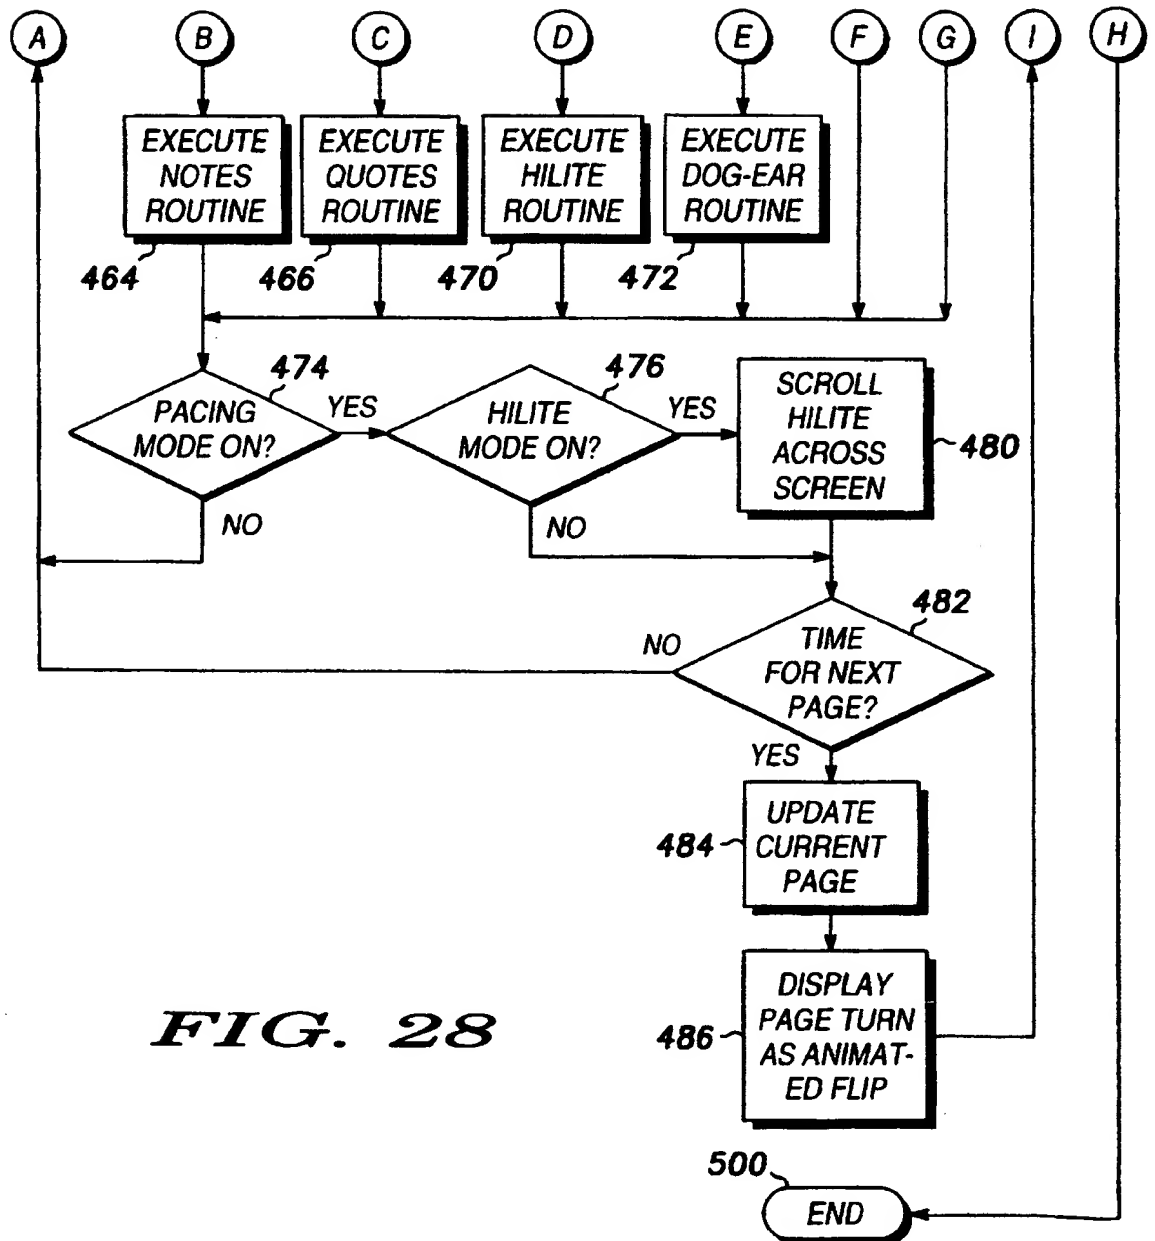 A B C D E F G I H
EXECUTE
NOTES
ROUTINE
464
EXECUTE
QUOTES
ROUTINE
466
EXECUTE
HILITE
ROUTINE
470
EXECUTE
DOG-EAR
ROUTINE
472
PACING
MODE ON?
474
YES
NO
HILITE
MODE ON?
476
YES
NO
SCROLL
HILITE
ACROSS
SCREEN
480
TIME
FOR NEXT
PAGE?
482
NO
YES
UPDATE
CURRENT
PAGE
484
DISPLAY
PAGE TURN
AS ANIMAT-
ED FLIP
486
FIG. 28
500
END